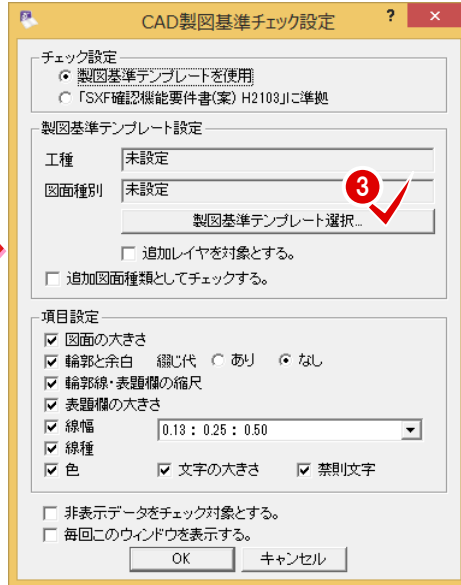 CAD製図基準チェック設定 ? ×
チェック設定
製図基準テンプレートを使用
「SXF確認機能要件書(案) H2103」に準拠
製図基準テンプレート設定
工種 未設定
図面種別 未設定
3
製図基準テンプレート選択...
追加レイヤを対象とする。
追加図面種類としてチェックする。
項目設定
図面の大きさ
輪郭と余白 綴じ代 あり なし
輪郭線・表題欄の縮尺
表題欄の大きさ
線幅 0.13 : 0.25 : 0.50
線種
色 文字の大きさ 禁則文字
非表示データをチェック対象とする。
毎回このウィンドウを表示する。
OK キャンセル